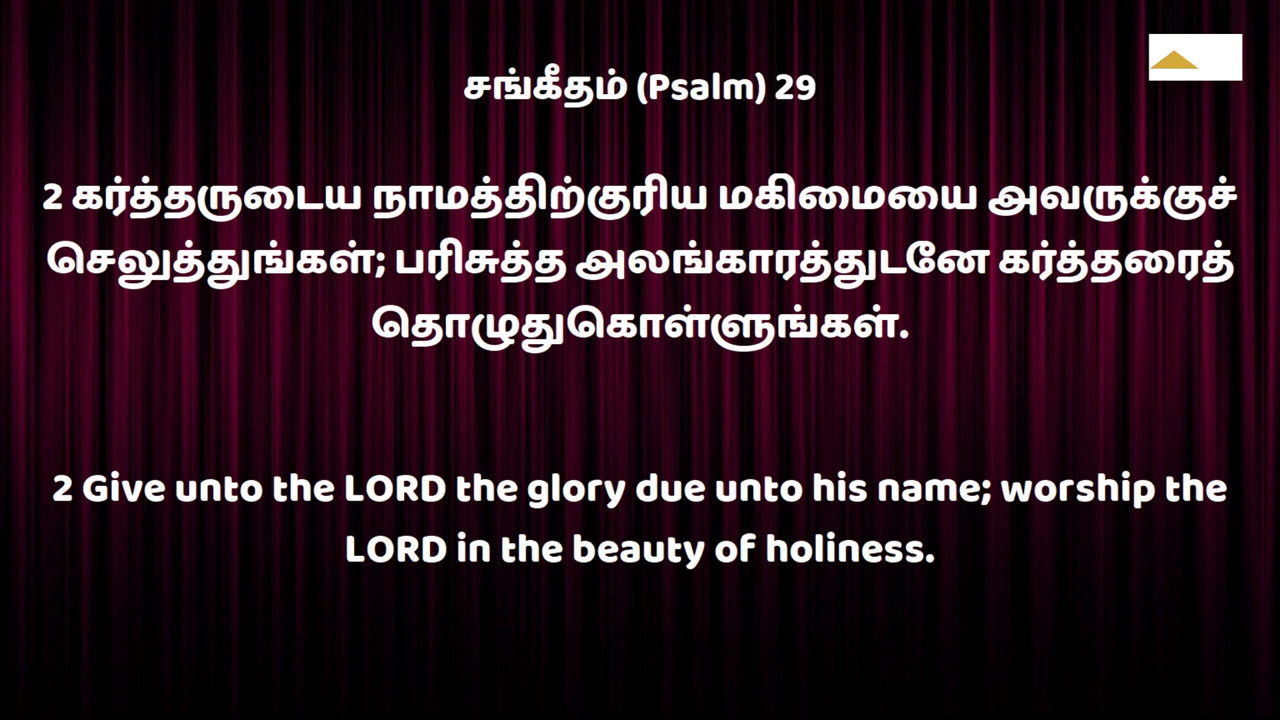 சங்கீதம் (Psalm) 29
2 கர்த்தருடைய நாமத்திற்குரிய மகிமையை அவருக்குச்
செலுத்துங்கள்; பரிசுத்த அலங்காரத்துடனே கர்த்தரைத்
தொழுதுகொள்ளுங்கள்.
2 Give unto the LORD the glory due unto his name; worship the
LORD in the beauty of holiness.